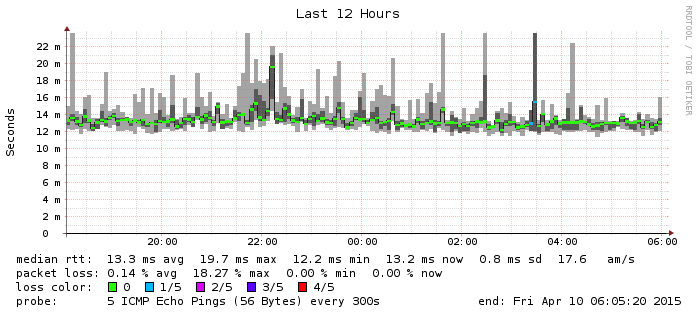 Last 12 Hours
RRDTOOL / TOBI OETIKER
Seconds
22 m
20 m
18 m
16 m
14 m
12 m
10 m
8 m
6 m
4 m
2 m
0
20:00 22:00 00:00 02:00 04:00 06:00
median rtt: 13.3 ms avg 19.7 ms max 12.2 ms min 13.2 ms now 0.8 ms sd 17.6 am/s
packet loss: 0.14 % avg 18.27 % max 0.00 % min 0.00 % now
loss color: 0 1/5 2/5 3/5 4/5
probe: 5 ICMP Echo Pings (56 Bytes) every 300s end: Fri Apr 10 06:05:20 2015